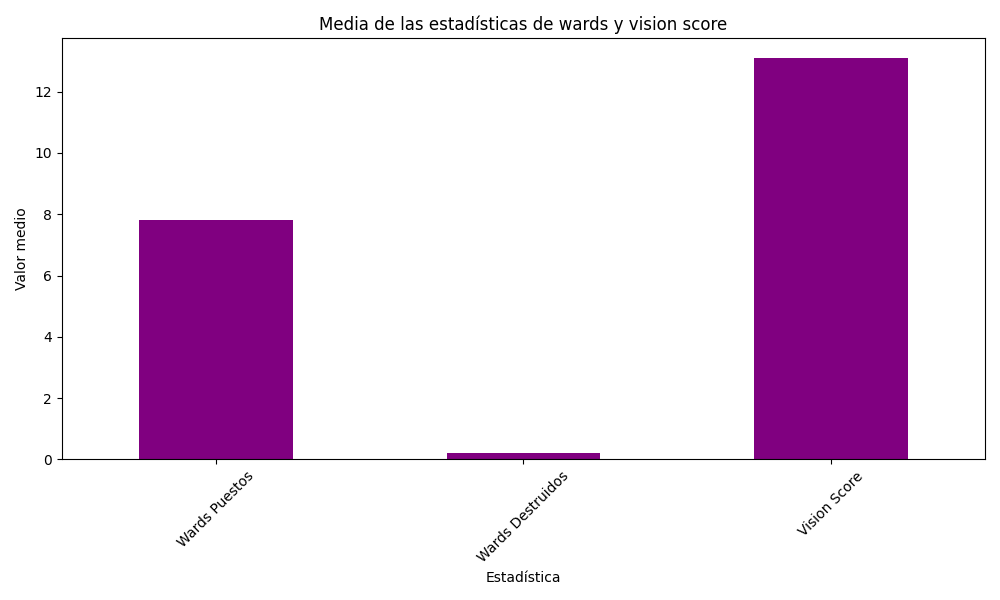 Media de las estadísticas de wards y vision score
Valor medio
12
10
8
6
4
2
0
Wards Puestos
Wards Destruidos
Vision Score
Estadística